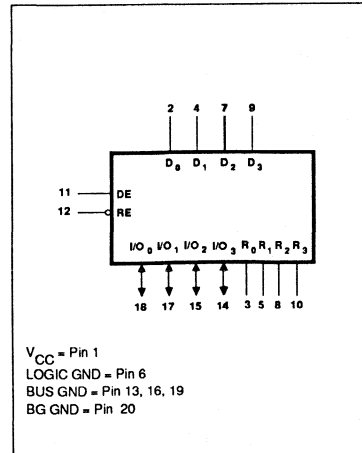 2 4 7 9
D0 D1 D2 D3
11 DE
12 RE
I/O0 I/O1 I/O2 I/O3 R0 R1 R2 R3
18 17 15 14 3 5 8 10
VCC = Pin 1
LOGIC GND = Pin 6
BUS GND = Pin 13, 16, 19
BG GND = Pin 20